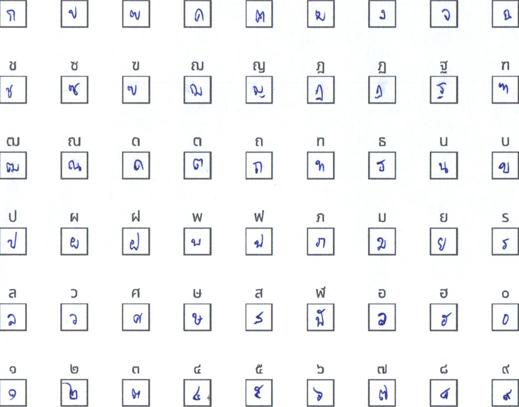 ก ข ฃ ค ฅ ฆ ง จ ฉ
ช ซ ข ฌ ญ ฎ ฏ ฐ ฑ
ช ซ ข ฌ ญ ฎ ฏ ฐ ฑ
ฒ ณ ด ต ถ ท ธ น บ
ฒ ณ ด ต ถ ท ธ น บ
ป ผ ฝ พ ฟ ภ ม ย ร
ป ผ ฝ พ ฟ ภ ม ย ร
ล ว ศ ษ ส ฬ อ ฮ ๐
ล ว ศ ษ ส ฬ อ ฮ ๐
๑ ๒ ๓ ๔ ๕ ๖ ๗ ๘ ๙
๑ ๒ ๓ ๔ ๕ ๖ ๗ ๘ ๙